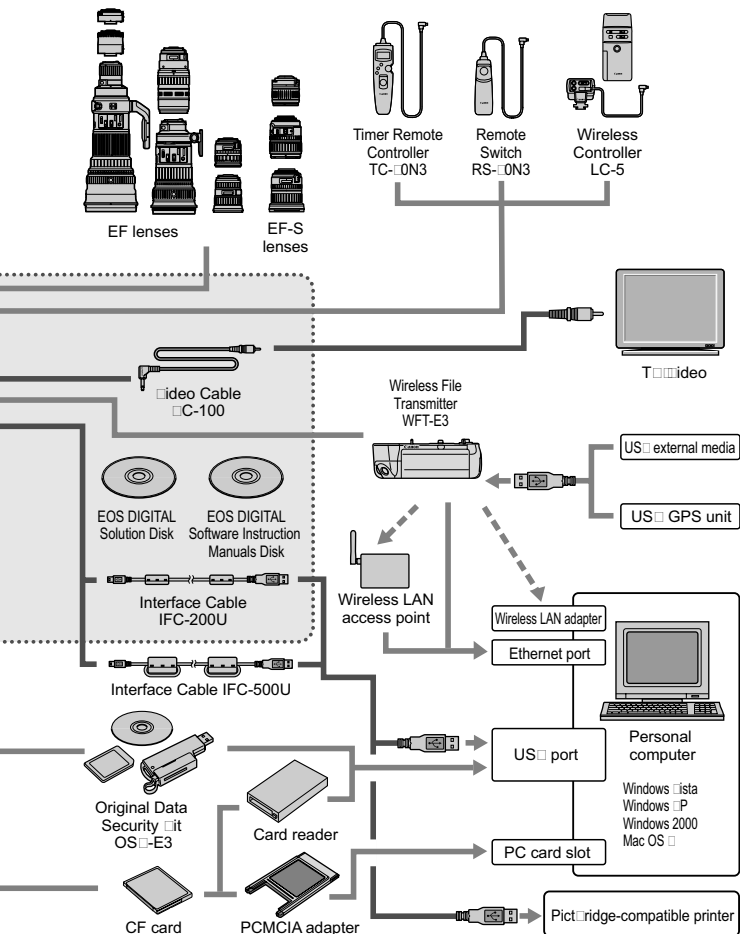 Timer Remote
Controller
TC-□0N3
Remote
Switch
RS-□0N3
Wireless
Controller
LC-5
EF lenses
EF-S
lenses
□ideo Cable
□C-100
T□□□ideo
Wireless File
Transmitter
WFT-E3
Canon
US□ external media
US□ GPS unit
EOS DIGITAL
Solution Disk
EOS DIGITAL
Software Instruction
Manuals Disk
Interface Cable
IFC-200U
Wireless LAN
access point
Wireless LAN adapter
Ethernet port
Interface Cable IFC-500U
US□ port
Personal
computer
Windows □ista
Windows □P
Windows 2000
Mac OS □
Original Data
Security □it
OS□-E3
Card reader
PC card slot
CF card
PCMCIA adapter
Pict□ridge-compatible printer